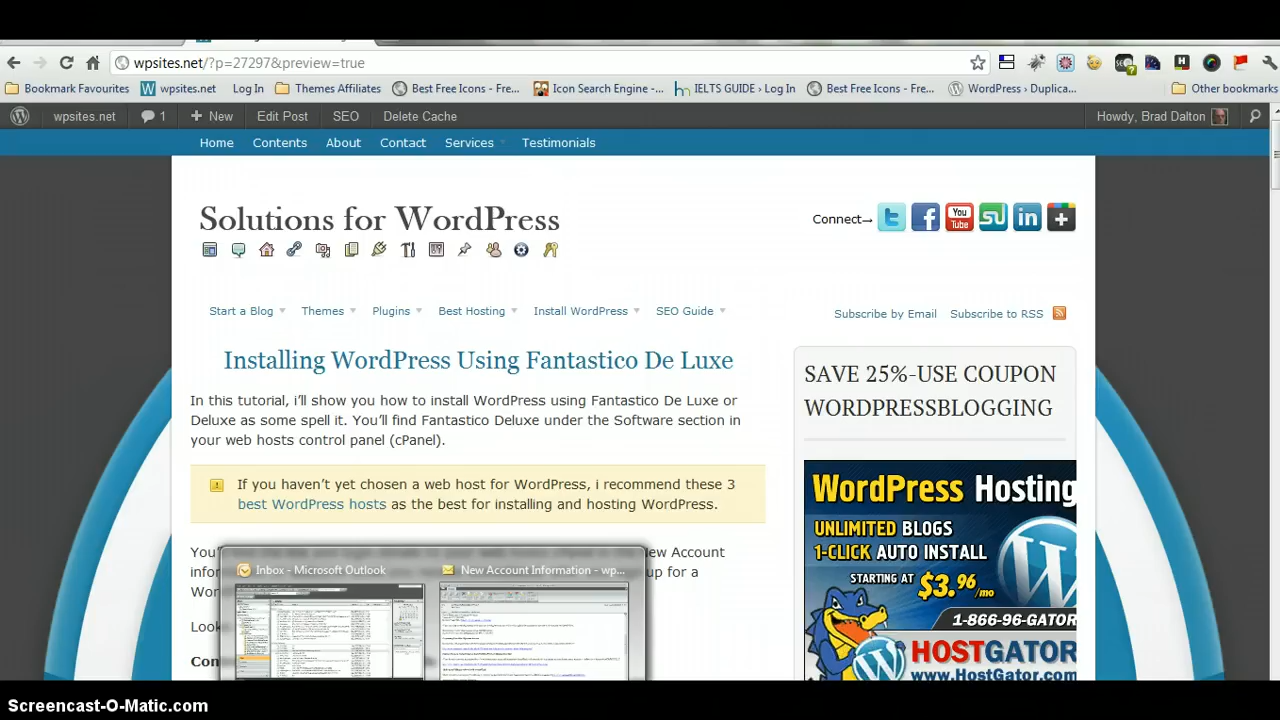 wpsites.net/?p=27297&preview=true
Bookmark Favourites wpsites.net Log In Themes Affiliates Best Free Icons - Fre... Icon Search Engine -... IELTS GUIDE › Log In Best Free Icons - Fre... WordPress › Duplica... Other bookmarks
wpsites.net 1 New Edit Post SEO Delete Cache Howdy, Brad Dalton
Home Contents About Contact Services Testimonials
Solutions for WordPress
Connect→
You Tube
Start a Blog Themes Plugins Best Hosting Install WordPress SEO Guide
Subscribe by Email Subscribe to RSS
Installing WordPress Using Fantastico De Luxe
In this tutorial, i'll show you how to install WordPress using Fantastico De Luxe or
Deluxe as some spell it. You'll find Fantastico Deluxe under the Software section in
your web hosts control panel (cPanel).
If you haven't yet chosen a web host for WordPress, i recommend these 3
best WordPress hosts as the best for installing and hosting WordPress.
You' New Account
infor up for a
Wor
Look
Co
Inbox - Microsoft Outlook
New Account Information - wp...
SAVE 25%-USE COUPON
WORDPRESSBLOGGING
WordPress Hosting
UNLIMITED BLOGS
1-CLICK AUTO INSTALL
STARTING AT $3.96/mo
1-866-96-GATOR
HOSTGATOR
www.HostGator.com
Screencast-O-Matic.com